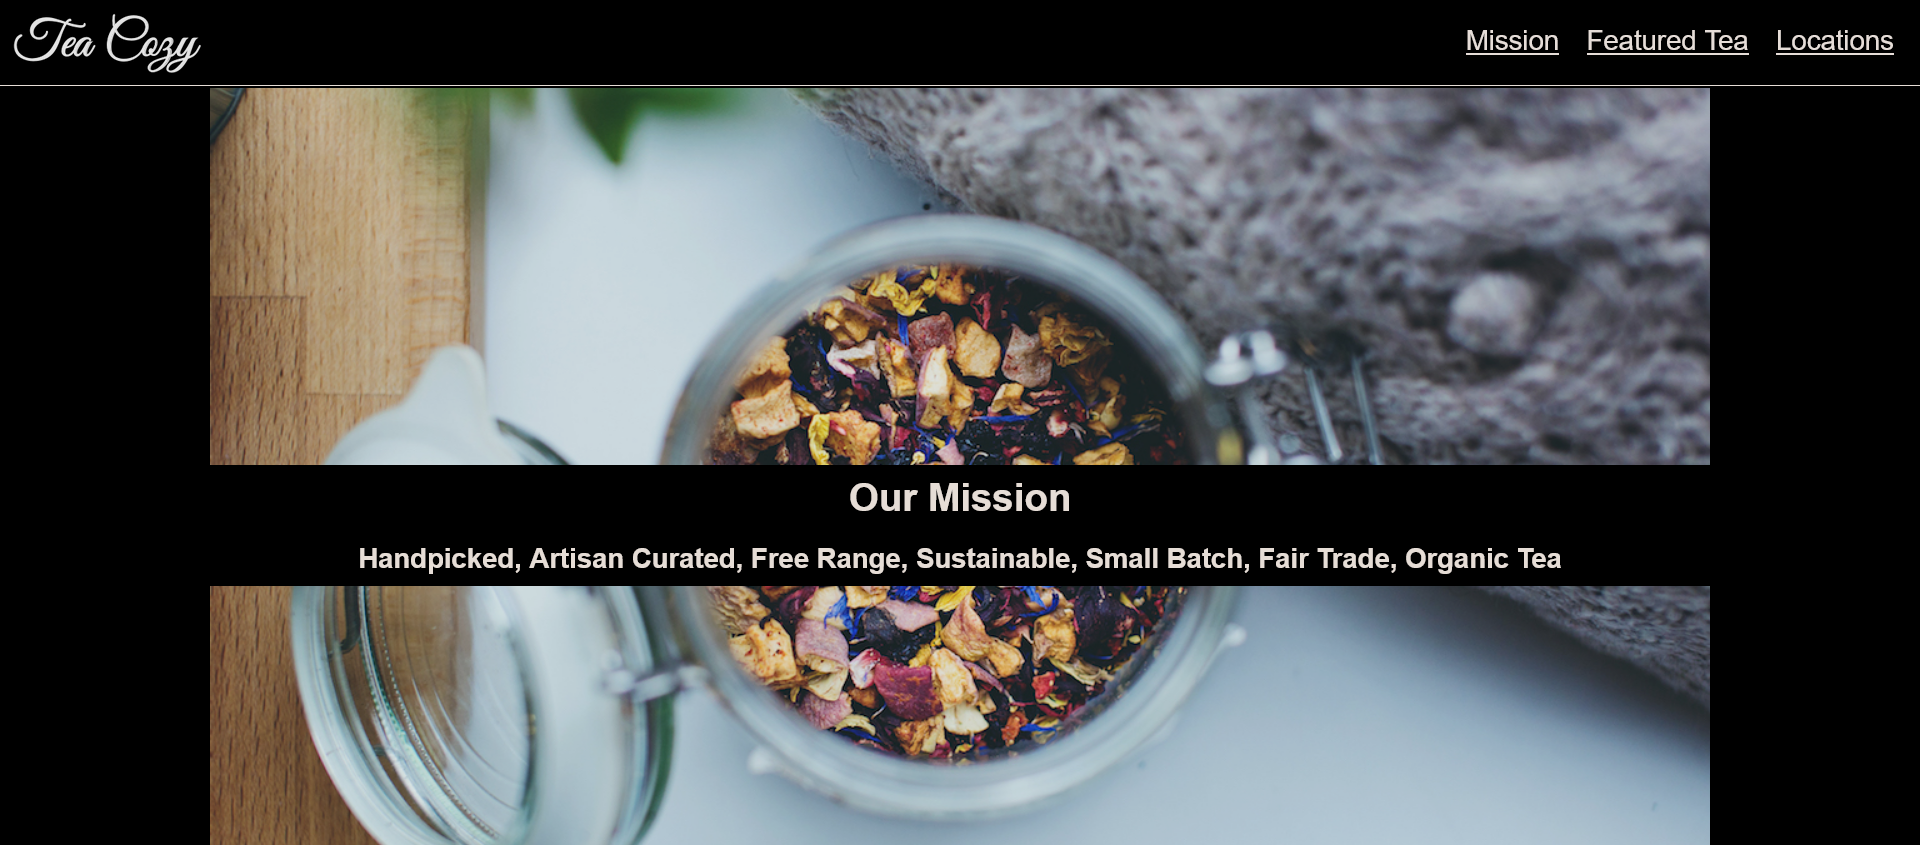 Tea Cozy
Mission Featured Tea Locations
Our Mission
Handpicked, Artisan Curated, Free Range, Sustainable, Small Batch, Fair Trade, Organic Tea